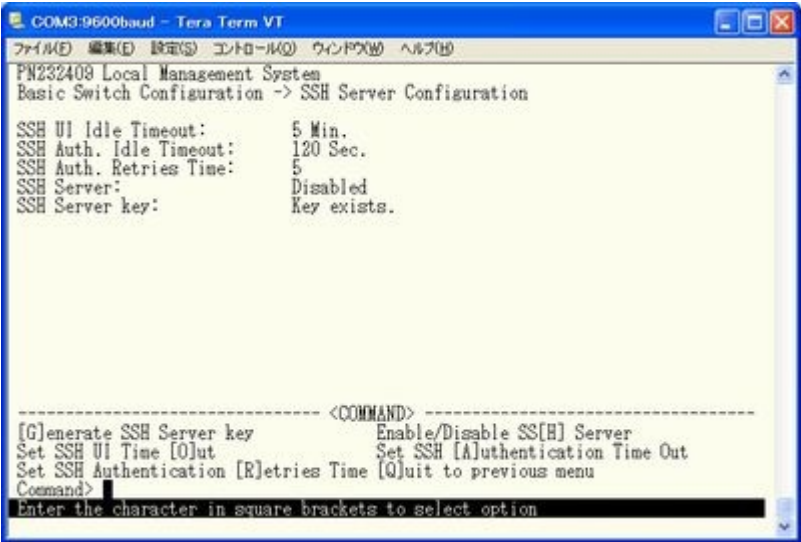 COM3:9600baud - Tera Term VT
ファイル(F) 編集(E) 設定(S) コントロール(O) ウィンドウ(W) ヘルプ(H)
PN232409 Local Management System
Basic Switch Configuration -> SSH Server Configuration
SSH UI Idle Timeout: 5 Min.
SSH Auth. Idle Timeout: 120 Sec.
SSH Auth. Retries Time: 5
SSH Server: Disabled
SSH Server key: Key exists.
------------------------------- <COMMAND> ----------------------------------
[G]enerate SSH Server key Enable/Disable SS[H] Server
Set SSH UI Time [O]ut Set SSH [A]uthentication Time Out
Set SSH Authentication [R]etries Time [Q]uit to previous menu
Command>
Enter the character in square brackets to select option